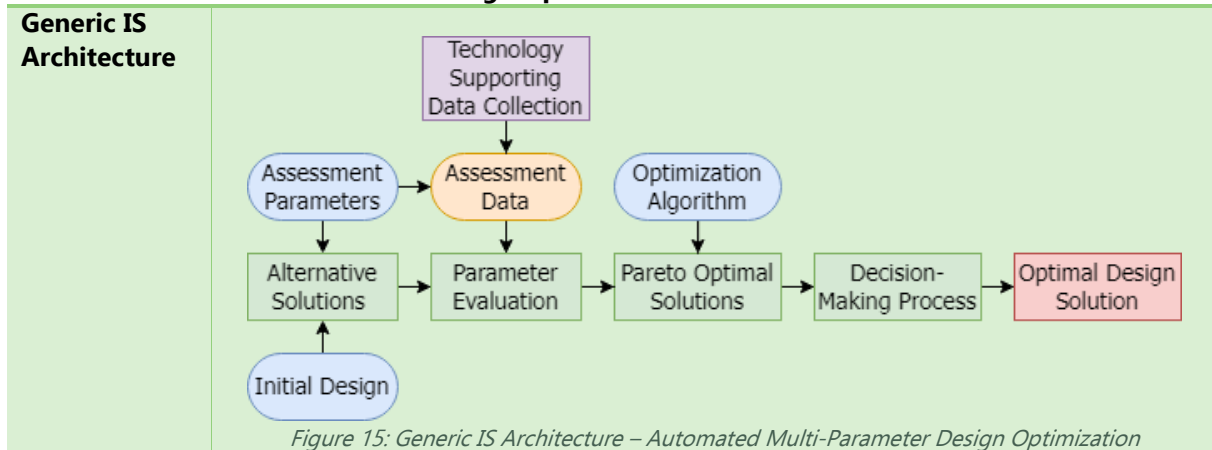 Generic IS
Architecture
Technology
Supporting
Data Collection
Assessment
Parameters
Assessment
Data
Optimization
Algorithm
Alternative
Solutions
Parameter
Evaluation
Pareto Optimal
Solutions
Decision-
Making Process
Optimal Design
Solution
Initial Design
Figure 15: Generic IS Architecture – Automated Multi-Parameter Design Optimization